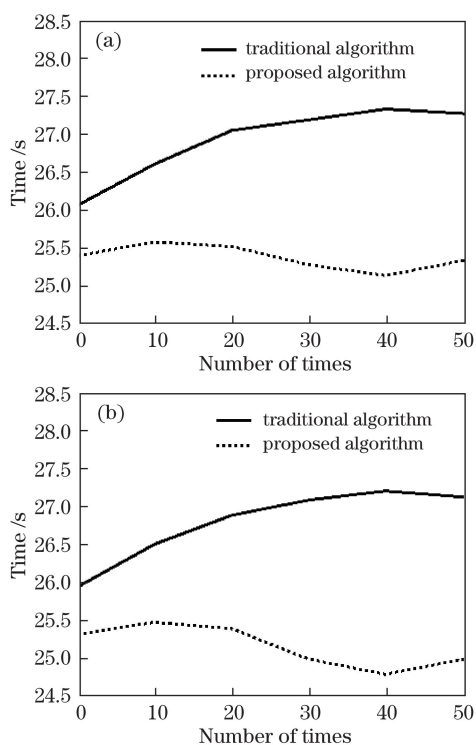 28.5
(a)
traditional algorithm
28.0
proposed algorithm
27.5
27.0
26.5
26.0
25.5
25.0
24.5
Time /s
0 10 20 30 40 50
Number of times
28.5
(b)
traditional algorithm
28.0
proposed algorithm
27.5
27.0
26.5
26.0
25.5
25.0
24.5
Time /s
0 10 20 30 40 50
Number of times